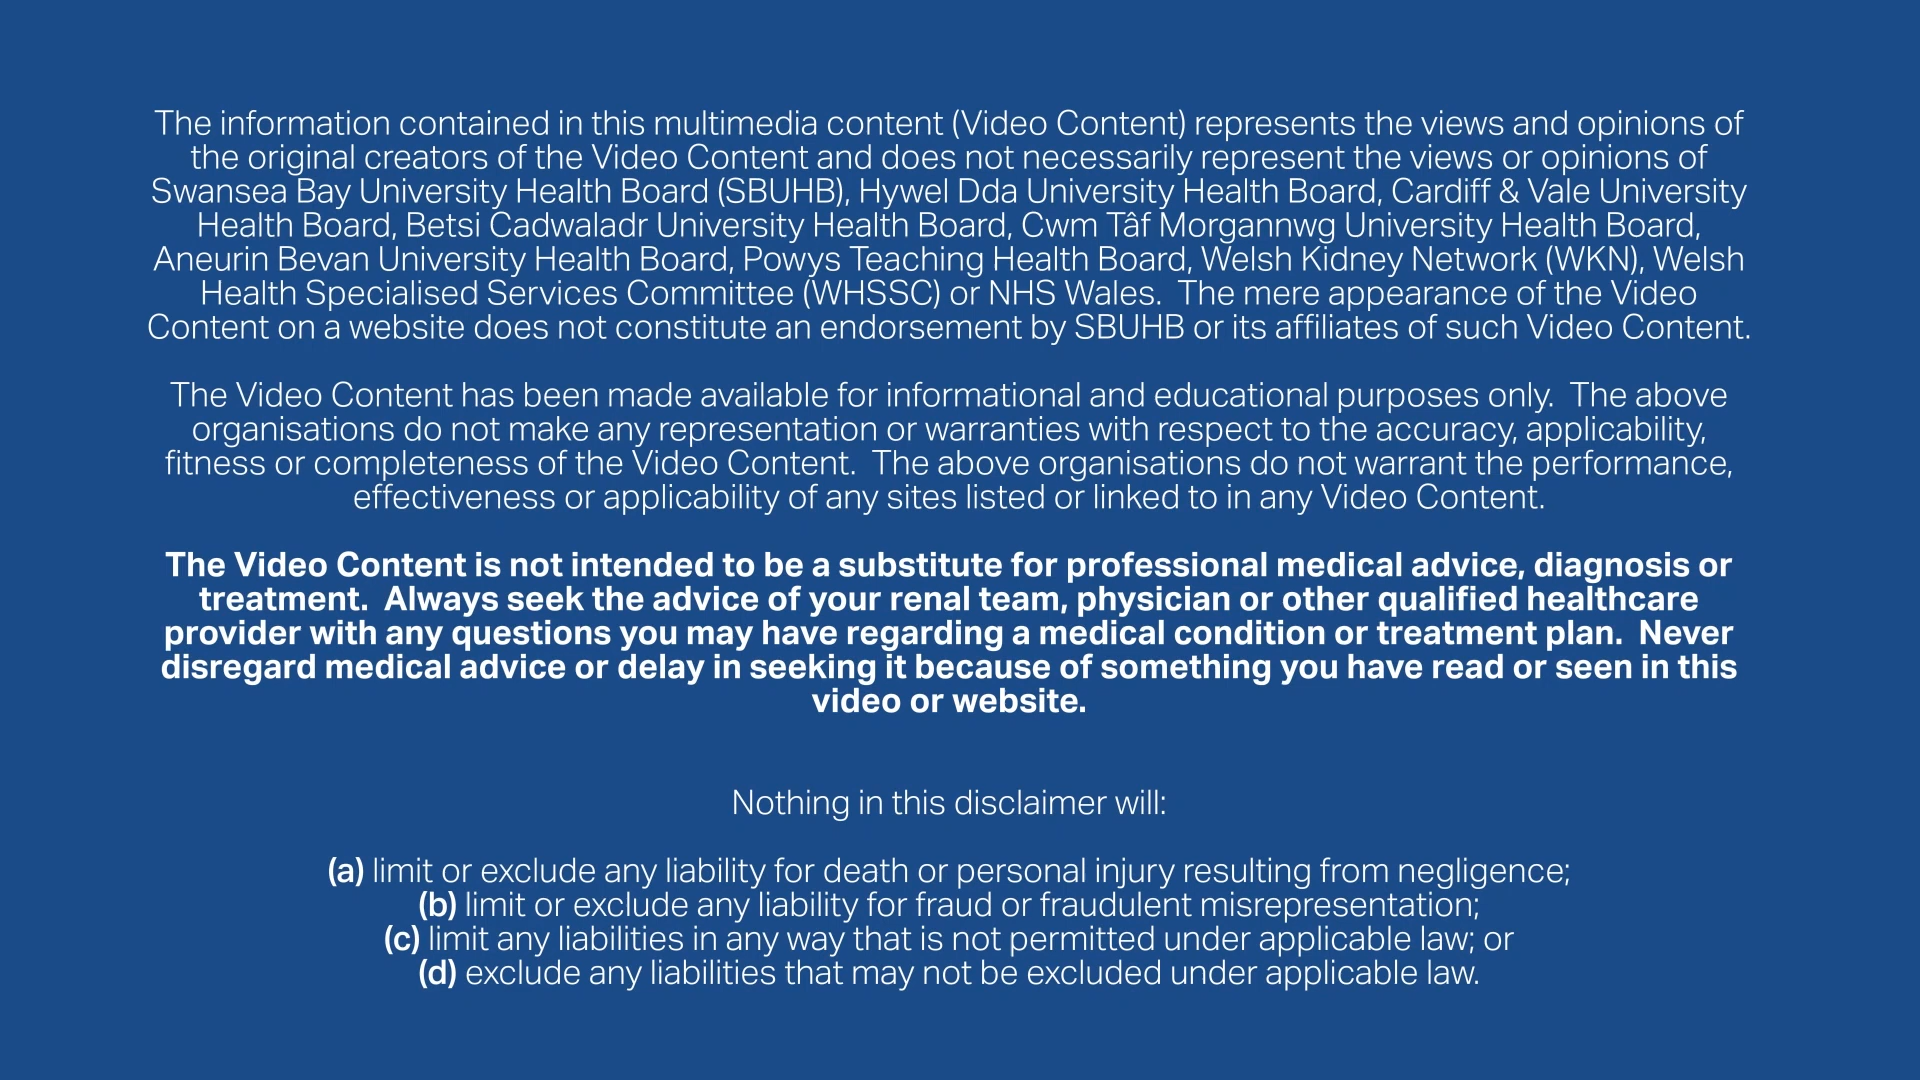 The information contained in this multimedia content (Video Content) represents the views and opinions of
the original creators of the Video Content and does not necessarily represent the views or opinions of
Swansea Bay University Health Board (SBUHB), Hywel Dda University Health Board, Cardiff & Vale University
Health Board, Betsi Cadwaladr University Health Board, Cwm Tâf Morgannwg University Health Board,
Aneurin Bevan University Health Board, Powys Teaching Health Board, Welsh Kidney Network (WKN), Welsh
Health Specialised Services Committee (WHSSC) or NHS Wales.  The mere appearance of the Video
Content on a website does not constitute an endorsement by SBUHB or its affiliates of such Video Content.
The Video Content has been made available for informational and educational purposes only.  The above
organisations do not make any representation or warranties with respect to the accuracy, applicability,
fitness or completeness of the Video Content.  The above organisations do not warrant the performance,
effectiveness or applicability of any sites listed or linked to in any Video Content.
The Video Content is not intended to be a substitute for professional medical advice, diagnosis or
treatment.  Always seek the advice of your renal team, physician or other qualified healthcare
provider with any questions you may have regarding a medical condition or treatment plan.  Never
disregard medical advice or delay in seeking it because of something you have read or seen in this
video or website.
Nothing in this disclaimer will:
(a) limit or exclude any liability for death or personal injury resulting from negligence;
(b) limit or exclude any liability for fraud or fraudulent misrepresentation;
(c) limit any liabilities in any way that is not permitted under applicable law; or
(d) exclude any liabilities that may not be excluded under applicable law.